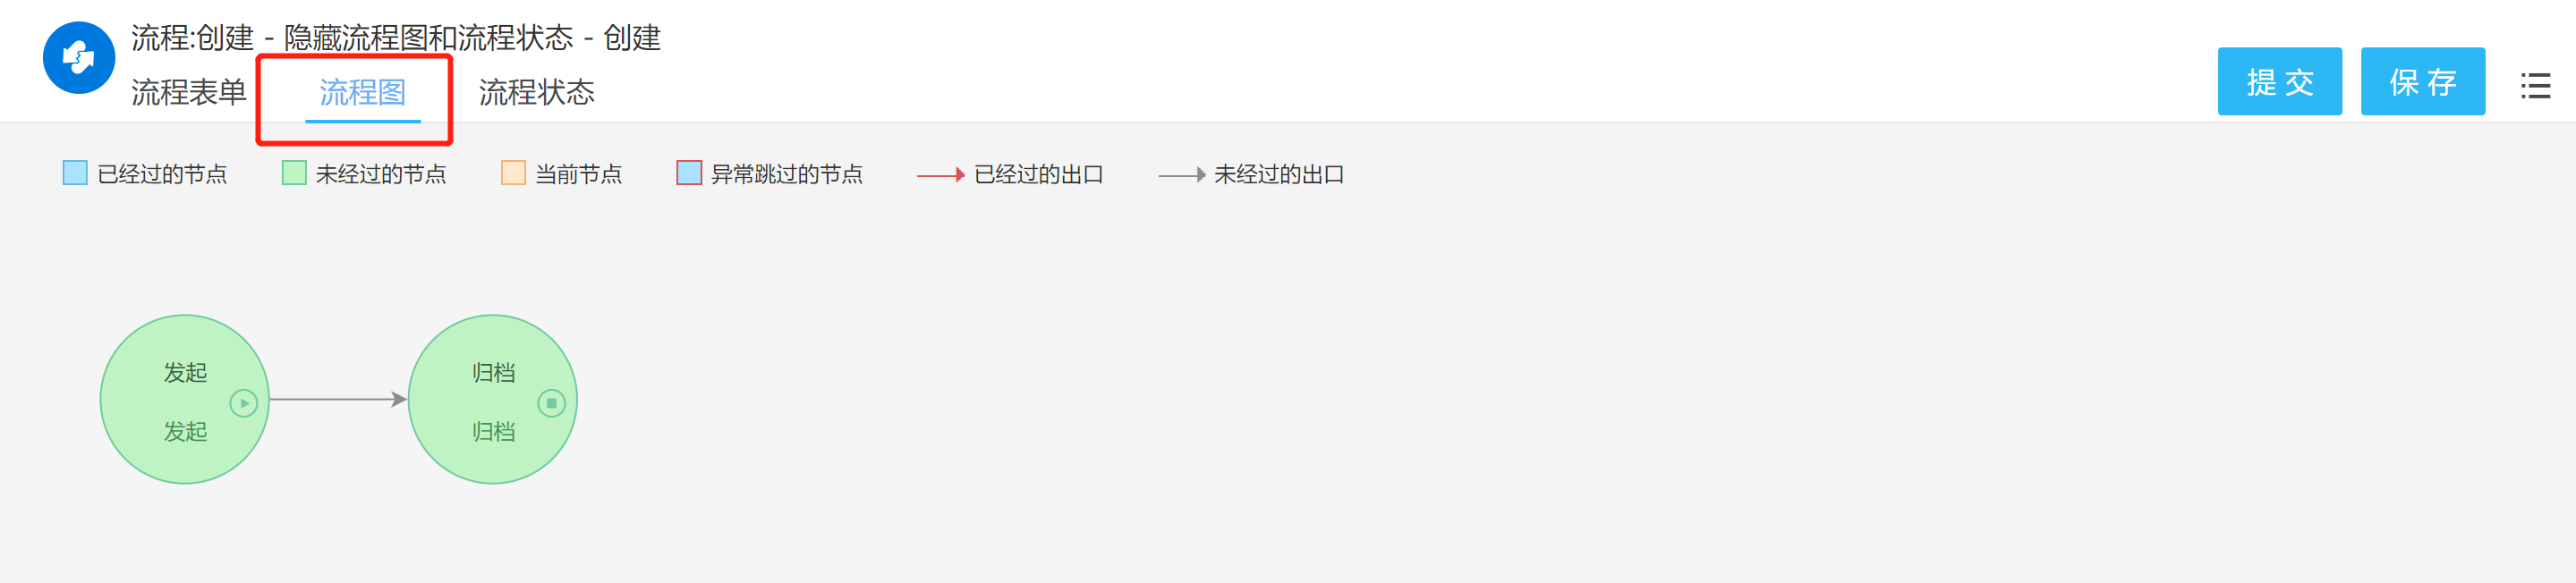 流程:创建 - 隐藏流程图和流程状态 - 创建
流程表单 流程图 流程状态
提 交 保 存
已经过的节点 未经过的节点 当前节点 异常跳过的节点 已经过的出口 未经过的出口
发起 归档
发起 归档